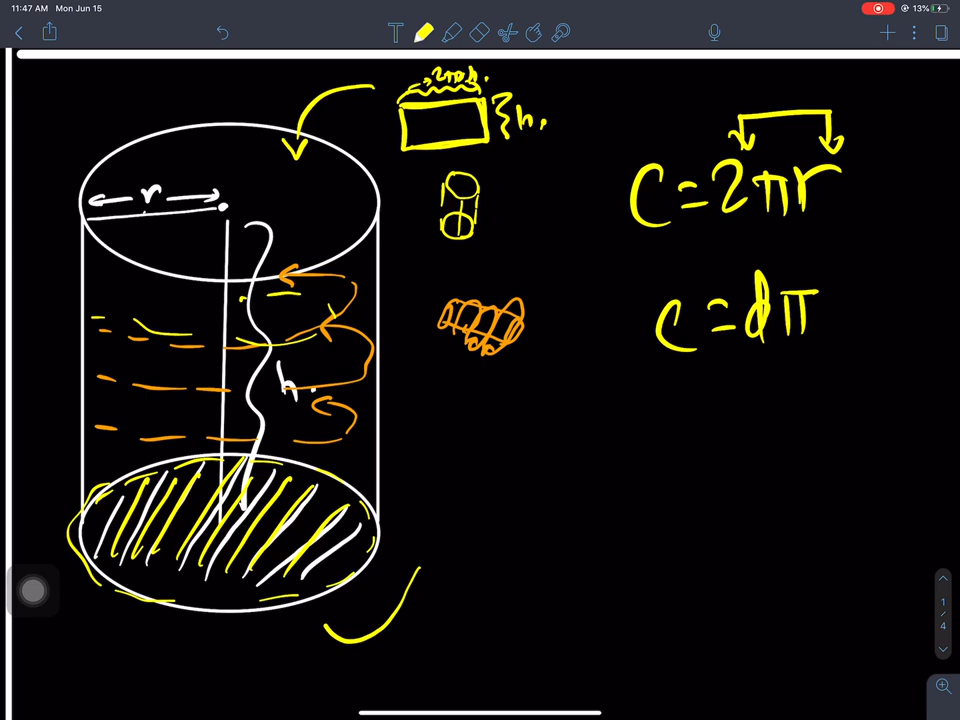 11:47 AM Mon Jun 15
13%
2πr.
h.
r
C=2πr
C=dπ
h.
1
/
4